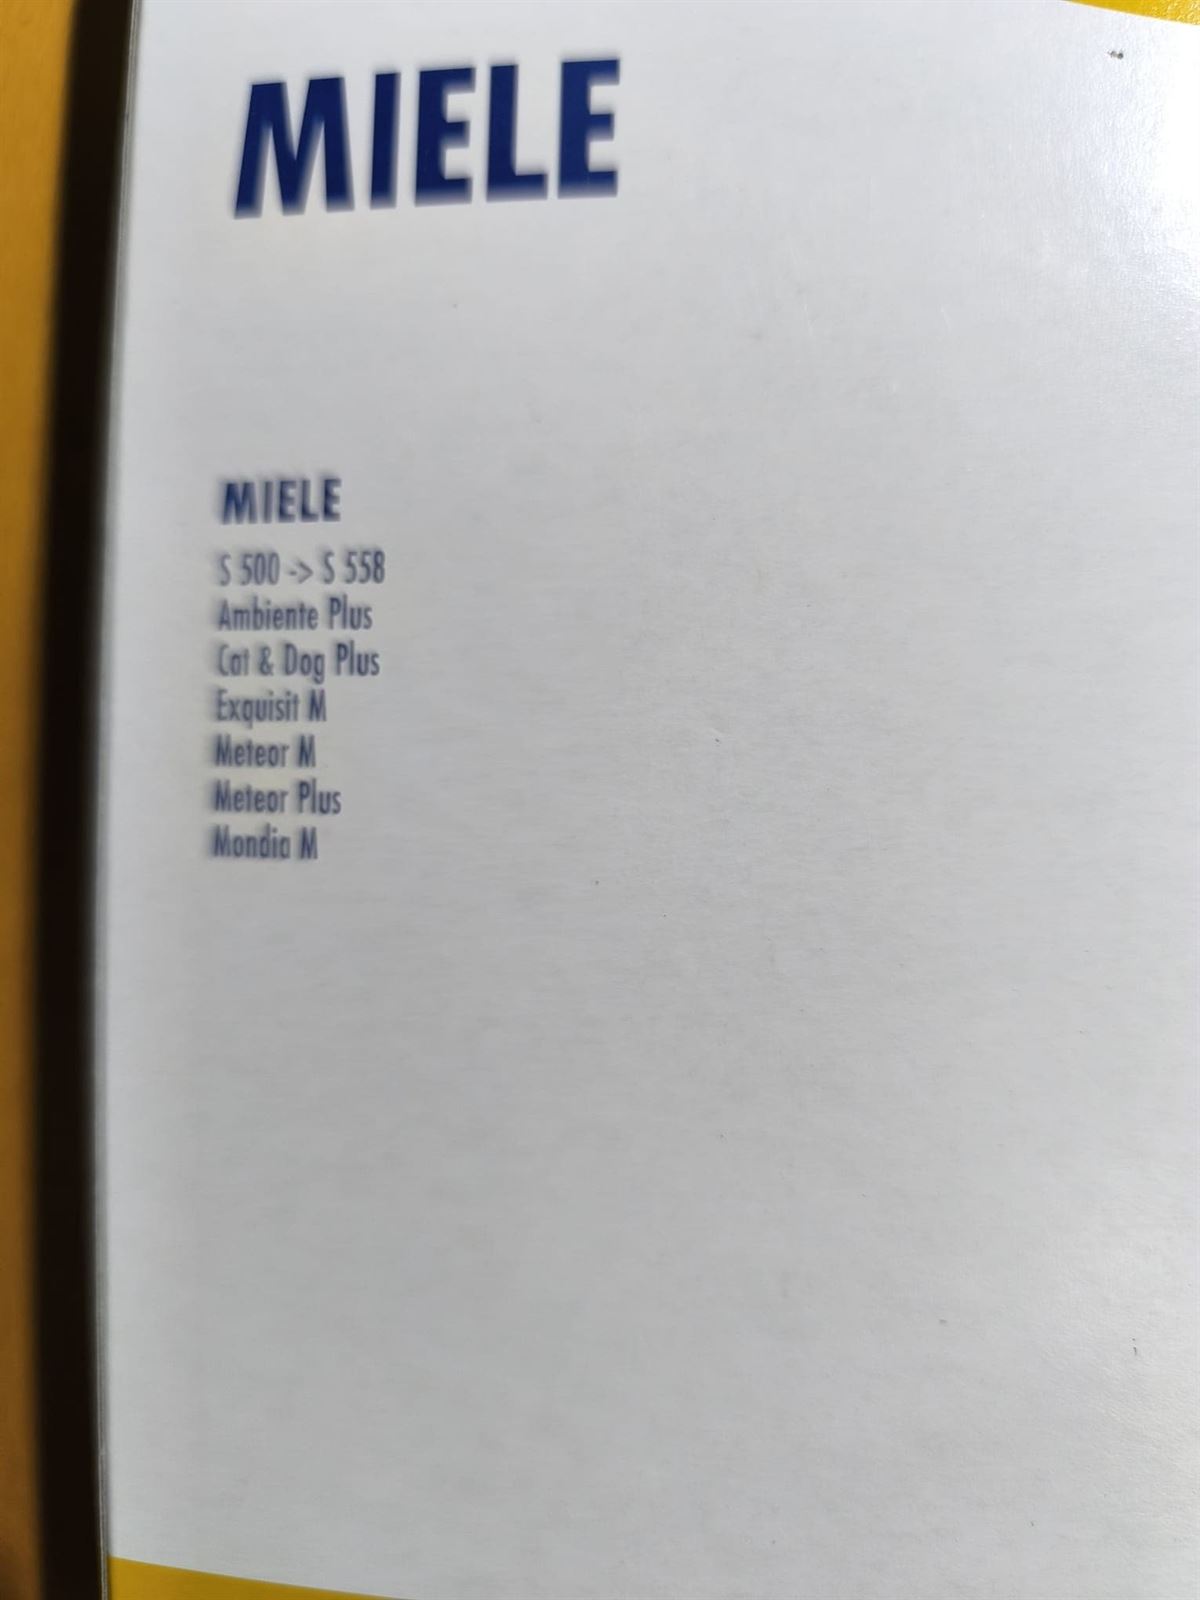 MIELE
MIELE
S 500 -> S 558
Ambiente Plus
Cat & Dog Plus
Exquisit M
Meteor M
Meteor Plus
Mondia M